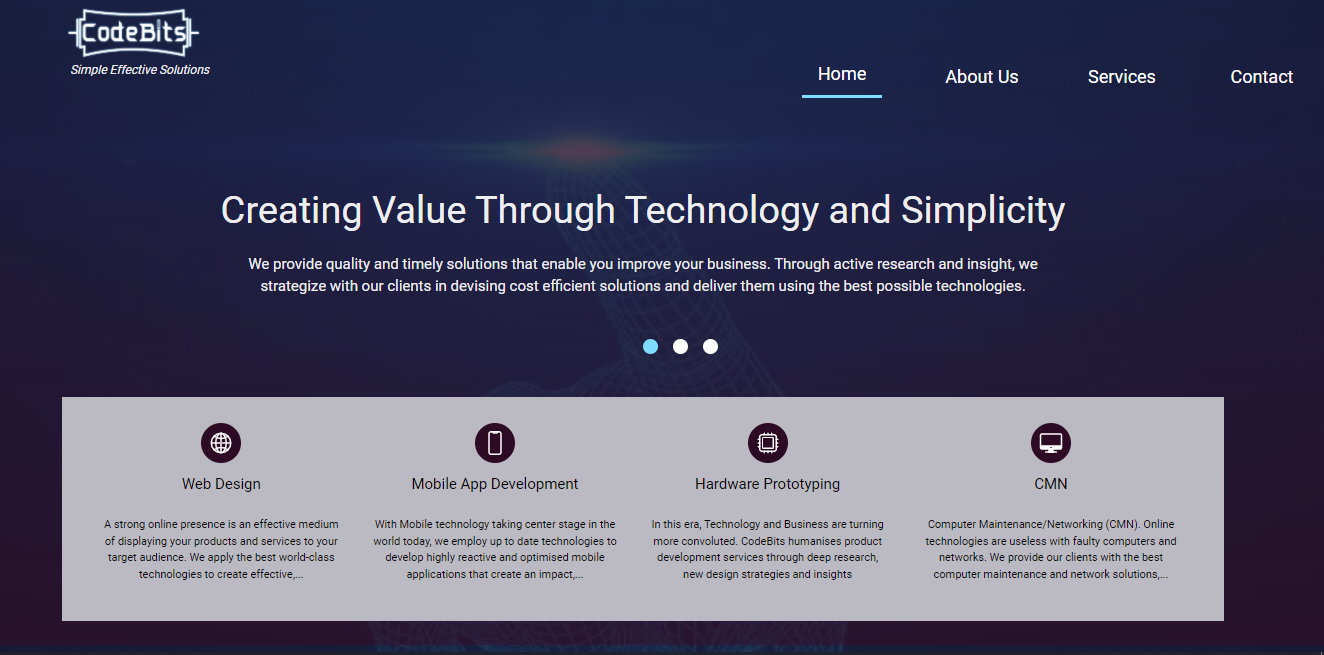 CodeBits
Simple Effective Solutions
Home
About Us
Services
Contact
Creating Value Through Technology and Simplicity
We provide quality and timely solutions that enable you improve your business. Through active research and insight, we
strategize with our clients in devising cost efficient solutions and deliver them using the best possible technologies.
Web Design
A strong online presence is an effective medium
of displaying your products and services to your
target audience. We apply the best world-class
technologies to create effective,...
Mobile App Development
With Mobile technology taking center stage in the
world today, we employ up to date technologies to
develop highly reactive and optimised mobile
applications that create an impact,...
Hardware Prototyping
In this era, Technology and Business are turning
more convoluted. CodeBits humanises product
development services through deep research,
new design strategies and insights
CMN
Computer Maintenance/Networking (CMN). Online
technologies are useless with faulty computers and
networks. We provide our clients with the best
computer maintenance and network solutions,...